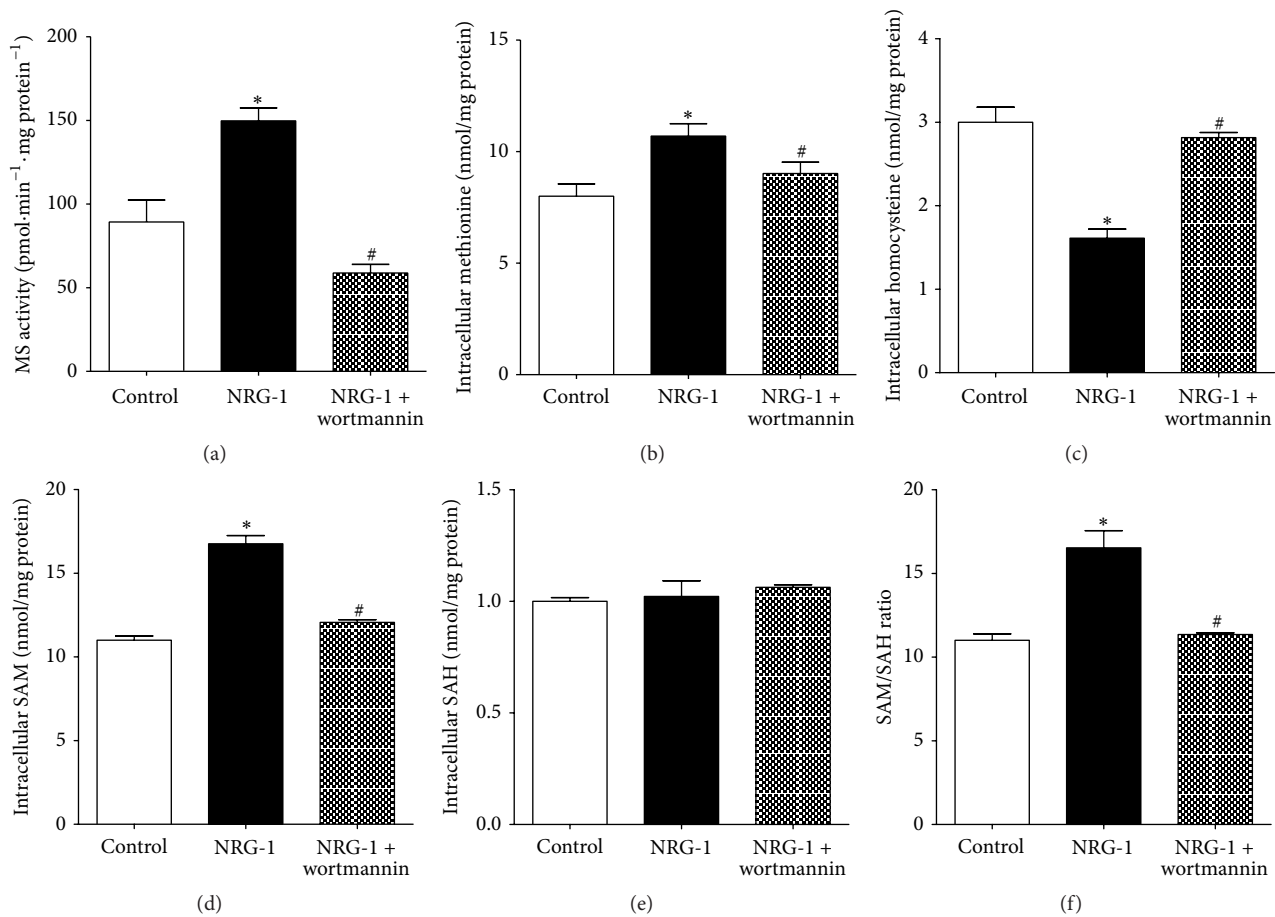 MS activity (pmol·min⁻¹·mg protein⁻¹)
200
150
100
50
0
*
#
Control
NRG-1
NRG-1 +
wortmannin
(a)
Intracellular methionine (nmol/mg protein)
15
10
5
0
*
#
Control
NRG-1
NRG-1 +
wortmannin
(b)
Intracellular homocysteine (nmol/mg protein)
4
3
2
1
0
*
#
Control
NRG-1
NRG-1 +
wortmannin
(c)
Intracellular SAM (nmol/mg protein)
20
15
10
5
0
*
#
Control
NRG-1
NRG-1 +
wortmannin
(d)
Intracellular SAH (nmol/mg protein)
1.5
1.0
0.5
0.0
Control
NRG-1
NRG-1 +
wortmannin
(e)
SAM/SAH ratio
20
15
10
5
0
*
#
Control
NRG-1
NRG-1 +
wortmannin
(f)